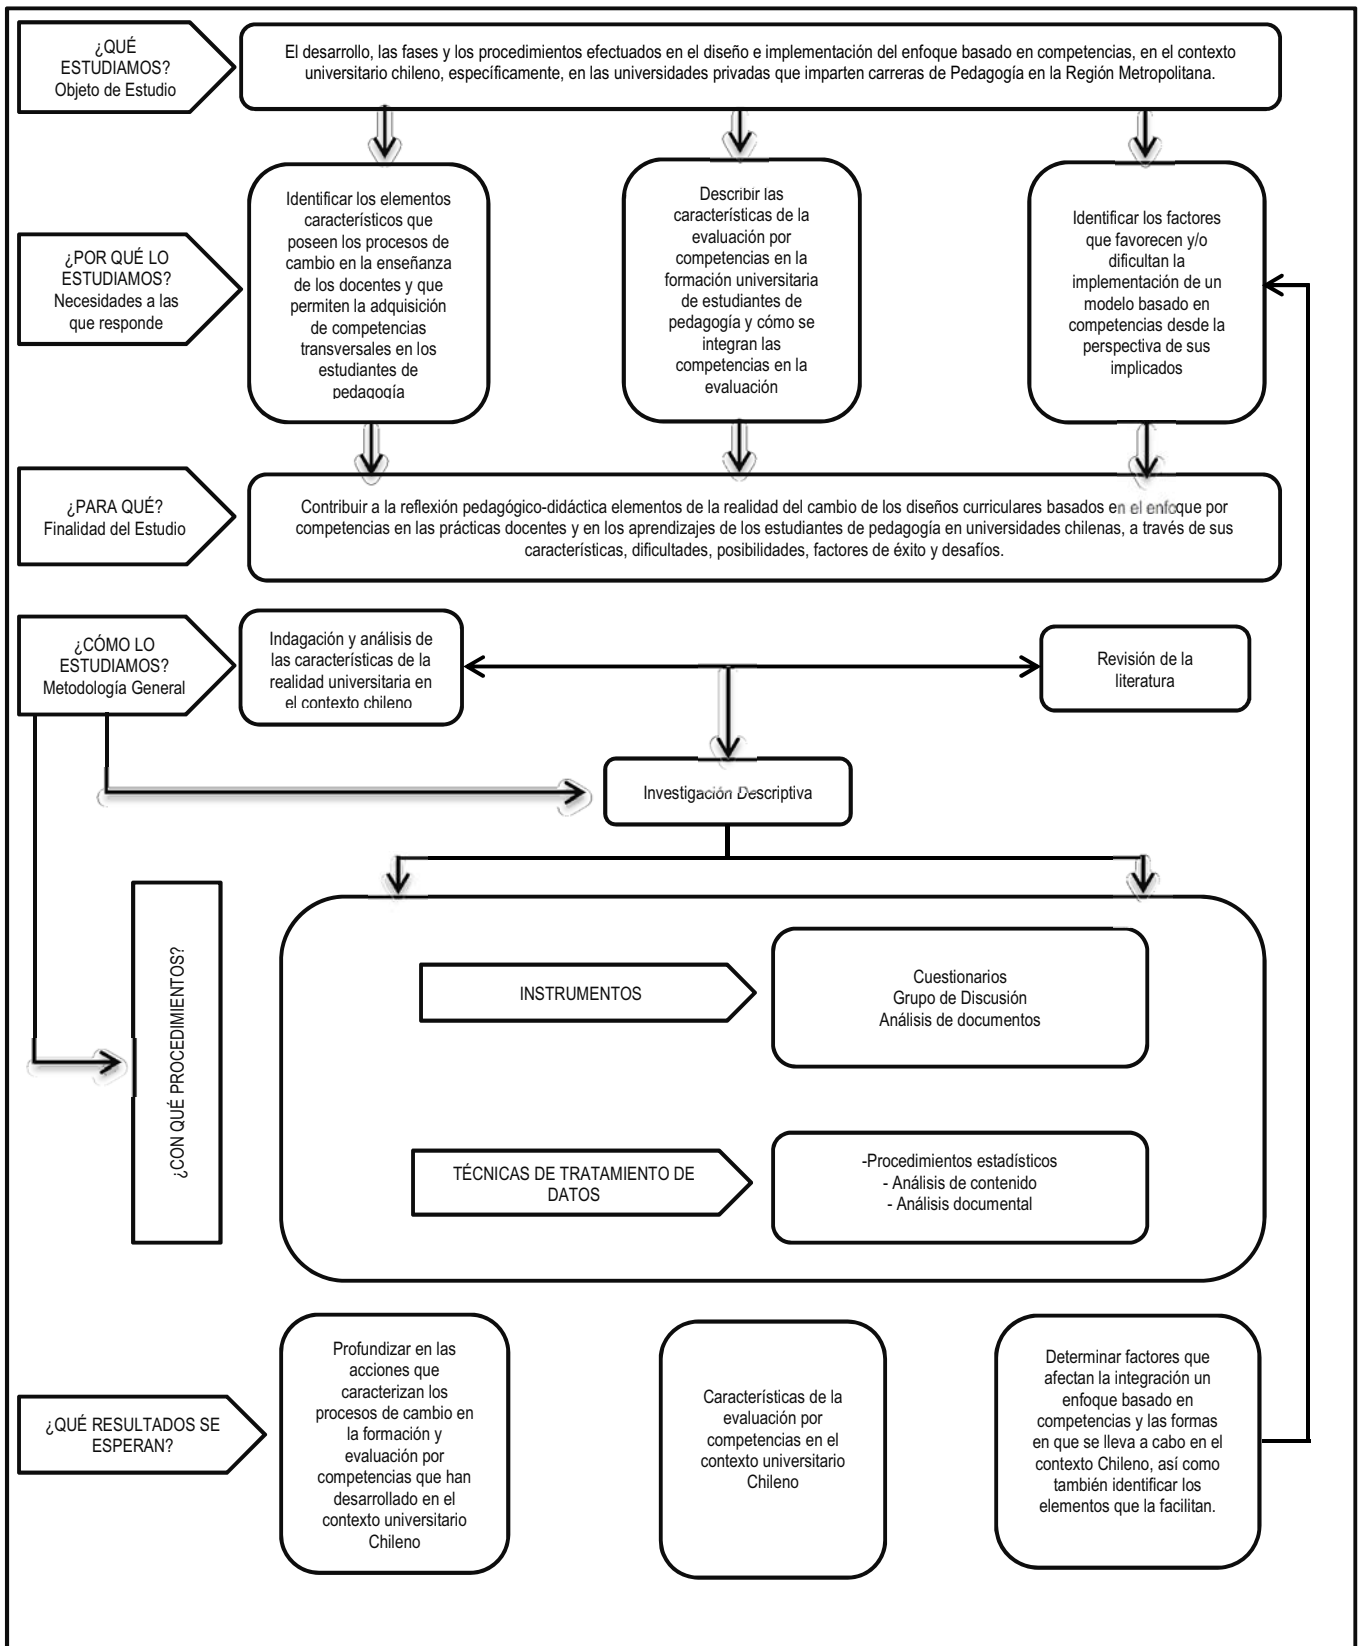 ¿QUÉ
ESTUDIAMOS?
Objeto de Estudio
El desarrollo, las fases y los procedimientos efectuados en el diseño e implementación del enfoque basado en competencias, en el contexto
universitario chileno, específicamente, en las universidades privadas que imparten carreras de Pedagogía en la Región Metropolitana.
¿POR QUÉ LO
ESTUDIAMOS?
Necesidades a las
que responde
Identificar los elementos
característicos que
poseen los procesos de
cambio en la enseñanza
de los docentes y que
permiten la adquisición
de competencias
transversales en los
estudiantes de
pedagogía
Describir las
características de la
evaluación por
competencias en la
formación universitaria
de estudiantes de
pedagogía y cómo se
integran las
competencias en la
evaluación
Identificar los factores
que favorecen y/o
dificultan la
implementación de un
modelo basado en
competencias desde la
perspectiva de sus
implicados
¿PARA QUÉ?
Finalidad del Estudio
Contribuir a la reflexión pedagógico-didáctica elementos de la realidad del cambio de los diseños curriculares basados en el enfoque por
competencias en las prácticas docentes y en los aprendizajes de los estudiantes de pedagogía en universidades chilenas, a través de sus
características, dificultades, posibilidades, factores de éxito y desafíos.
¿CÓMO LO
ESTUDIAMOS?
Metodología General
Indagación y análisis de
las características de la
realidad universitaria en
el contexto chileno
Revisión de la
literatura
Investigación Descriptiva
¿CON QUÉ PROCEDIMIENTOS?
INSTRUMENTOS
Cuestionarios
Grupo de Discusión
Análisis de documentos
TÉCNICAS DE TRATAMIENTO DE
DATOS
-Procedimientos estadísticos
- Análisis de contenido
- Análisis documental
¿QUÉ RESULTADOS SE
ESPERAN?
Profundizar en las
acciones que
caracterizan los
procesos de cambio en
la formación y
evaluación por
competencias que han
desarrollado en el
contexto universitario
Chileno
Características de la
evaluación por
competencias en el
contexto universitario
Chileno
Determinar factores que
afectan la integración un
enfoque basado en
competencias y las formas
en que se lleva a cabo en el
contexto Chileno, así como
también identificar los
elementos que la facilitan.